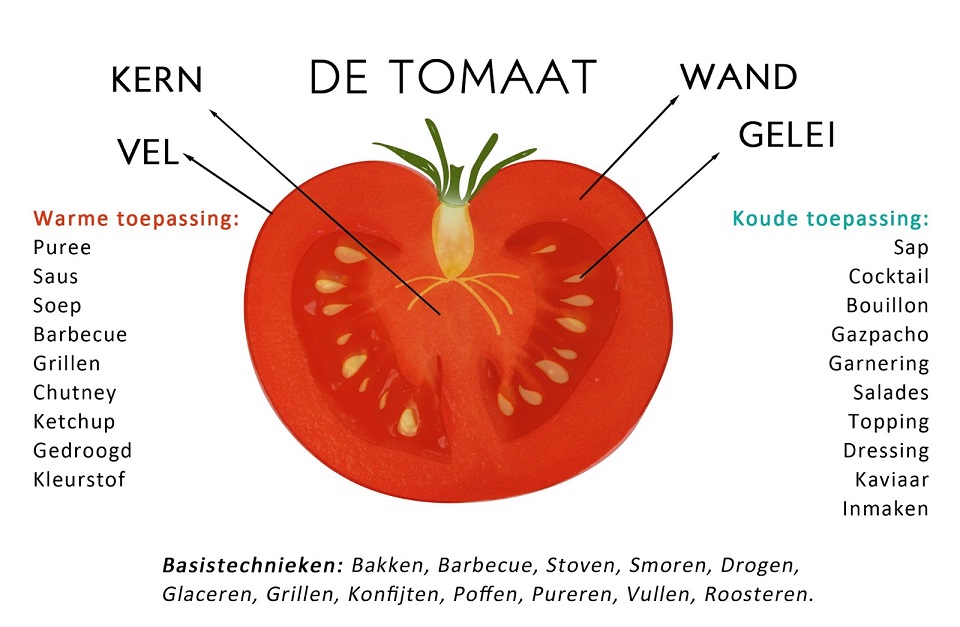 DE TOMAAT
KERN
WAND
VEL
GELEI
Warme toepassing:
Puree
Saus
Soep
Barbecue
Grillen
Chutney
Ketchup
Gedroogd
Kleurstof
Koude toepassing:
Sap
Cocktail
Bouillon
Gazpacho
Garnering
Salades
Topping
Dressing
Kaviaar
Inmaken
Basistechnieken: Bakken, Barbecue, Stoven, Smoren, Drogen,
Glaceren, Grillen, Konfijten, Poffen, Pureren, Vullen, Roosteren.